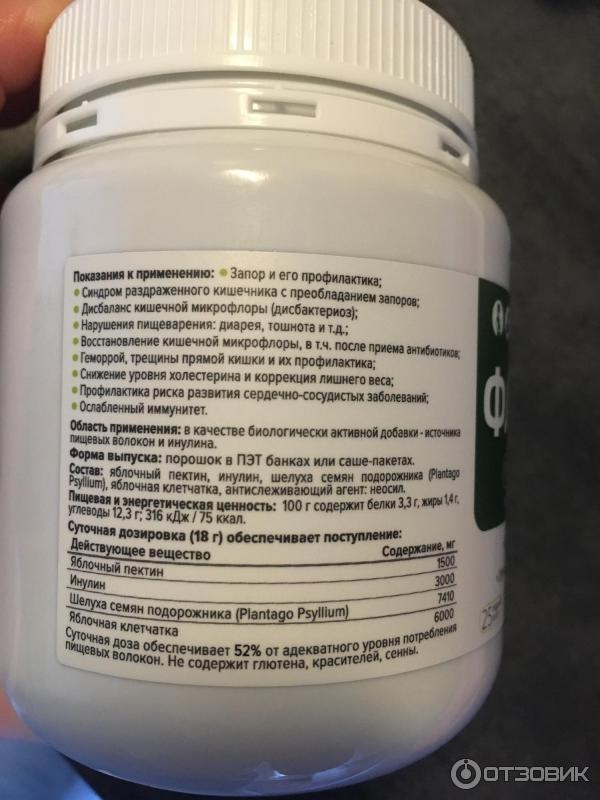 Показания к применению: • Запор и его профилактика;
• Синдром раздраженного кишечника с преобладанием запоров;
• Дисбаланс кишечной микрофлоры (дисбактериоз);
• Нарушения пищеварения: диарея, тошнота и т.д.;
• Восстановление кишечной микрофлоры, в т.ч. после приема антибиотиков;
• Геморрой, трещины прямой кишки и их профилактика;
• Снижение уровня холестерина и коррекция лишнего веса;
• Профилактика риска развития сердечно-сосудистых заболеваний;
• Ослабленный иммунитет.
Область применения: в качестве биологически активной добавки - источника
пищевых волокон и инулина.
Форма выпуска: порошок в ПЭТ банках или саше-пакетах.
Состав: яблочный пектин, инулин, шелуха семян подорожника (Plantago
Psyllium), яблочная клетчатка, антислеживающий агент: неосил.
Пищевая и энергетическая ценность: 100 г содержит белки 3,3 г, жиры 1,4 г,
углеводы 12,3 г; 316 кДж / 75 ккал.
Суточная дозировка (18 г) обеспечивает поступление:
Действующее вещество Содержание, мг
Яблочный пектин 1500
Инулин 3000
Шелуха семян подорожника (Plantago Psyllium) 7410
Яблочная клетчатка 6000
Суточная доза обеспечивает 52% от адекватного уровня потребления
пищевых волокон. Не содержит глютена, красителей, сенны.
ОТЗОВИК